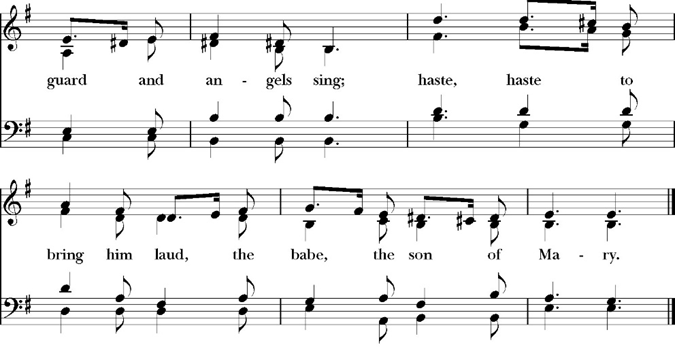 guard and an - gels sing; haste, haste to
bring him laud, the babe, the son of Ma - ry.